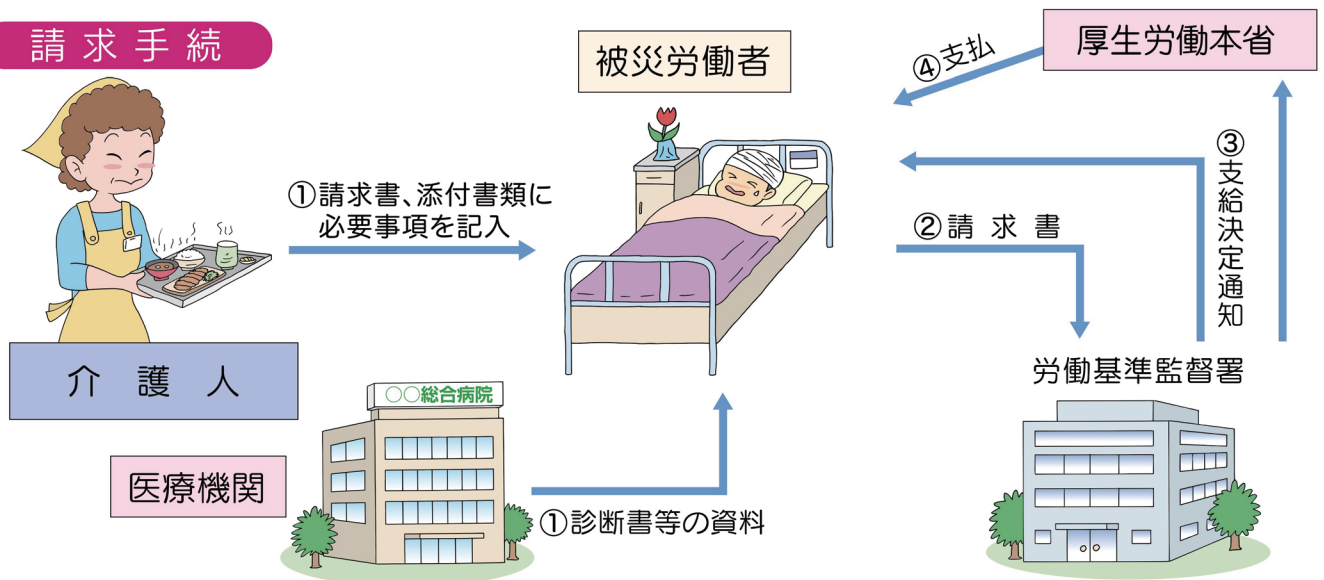 請求手続
被災労働者
厚生労働本省
④支払
③支給決定通知
①請求書、添付書類に
必要事項を記入
②請求書
介護人
労働基準監督署
○○総合病院
医療機関
①診断書等の資料